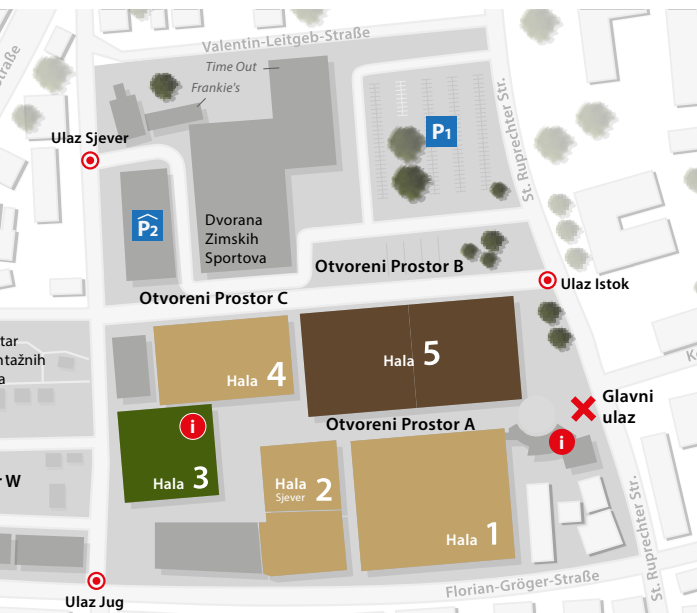 Valentin-Leitgeb-Straße
Time Out
Frankie's
P1
St. Ruprechter Str.
Ulaz Sjever
P2
Dvorana
Zimskih
Sportova
Otvoreni Prostor B
Ulaz Istok
Otvoreni Prostor C
Hala 5
Hala 4
Glavni
ulaz
i
Otvoreni Prostor A
i
Hala 3
Hala 2
Sjever
Hala 1
St. Ruprechter Str.
Florian-Gröger-Straße
Ulaz Jug